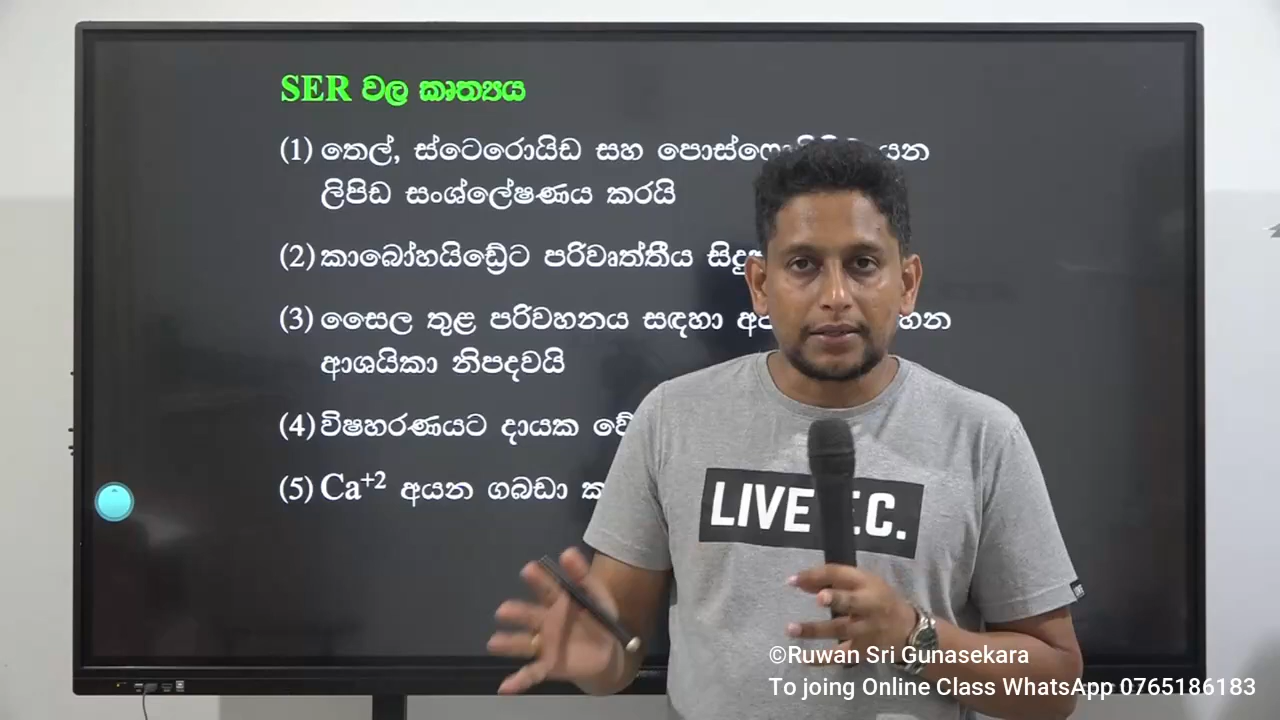 SER වල කෘත්‍යය
(1) තෙල්, ස්ටෙරොයිඩ සහ යන
ලිපිඩ සංශ්ලේෂණය කරයි
(2) කාබෝහයිඩ්‍රේට පරිවෘත්තීය
(3) සෛල තුළ පරිවහනය සඳහා
ආශයිකා නිපදවයි
(4) විෂහරණයට දායක
(5) Ca+2 අයන ගබඩා
LIVE
©Ruwan Sri Gunasekara
To joing Online Class WhatsApp 0765186183